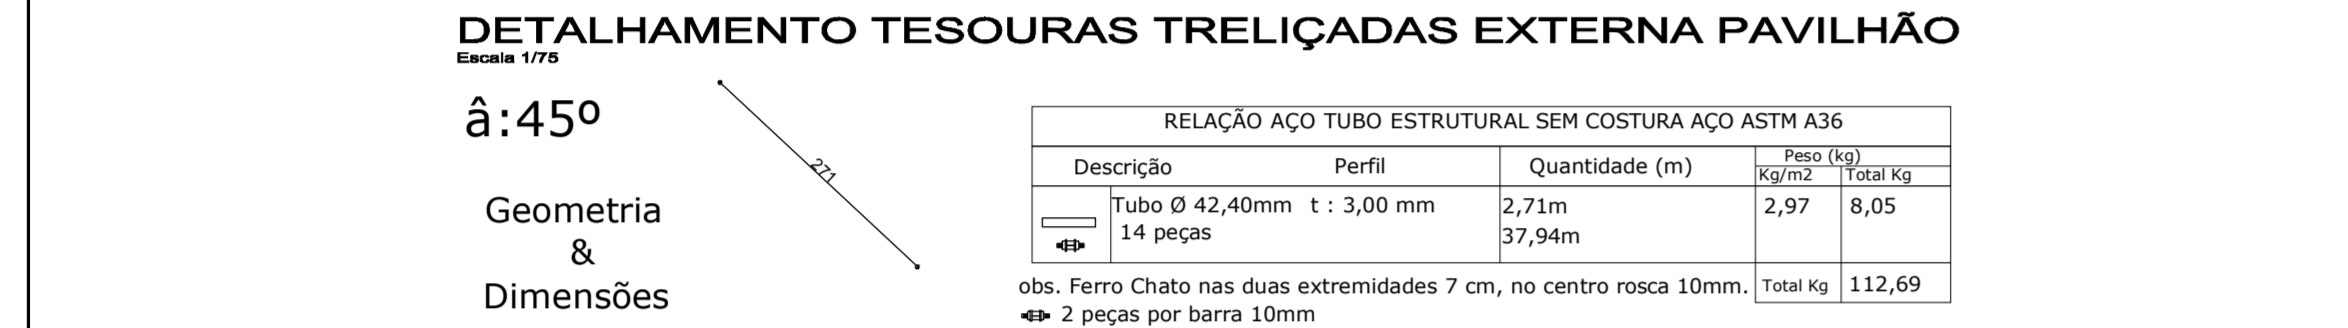 DETALHAMENTO TESOURAS TRELIÇADAS EXTERNA PAVILHÃO
Escala 1/75
â:45º
271
Geometria
&
Dimensões
RELAÇÃO AÇO TUBO ESTRUTURAL SEM COSTURA AÇO ASTM A36
Descrição Perfil Quantidade (m) Peso (kg)
Kg/m2 Total Kg
Tubo Ø 42,40mm t : 3,00 mm 2,71m 2,97 8,05
14 peças 37,94m
obs. Ferro Chato nas duas extremidades 7 cm, no centro rosca 10mm. Total Kg 112,69
2 peças por barra 10mm